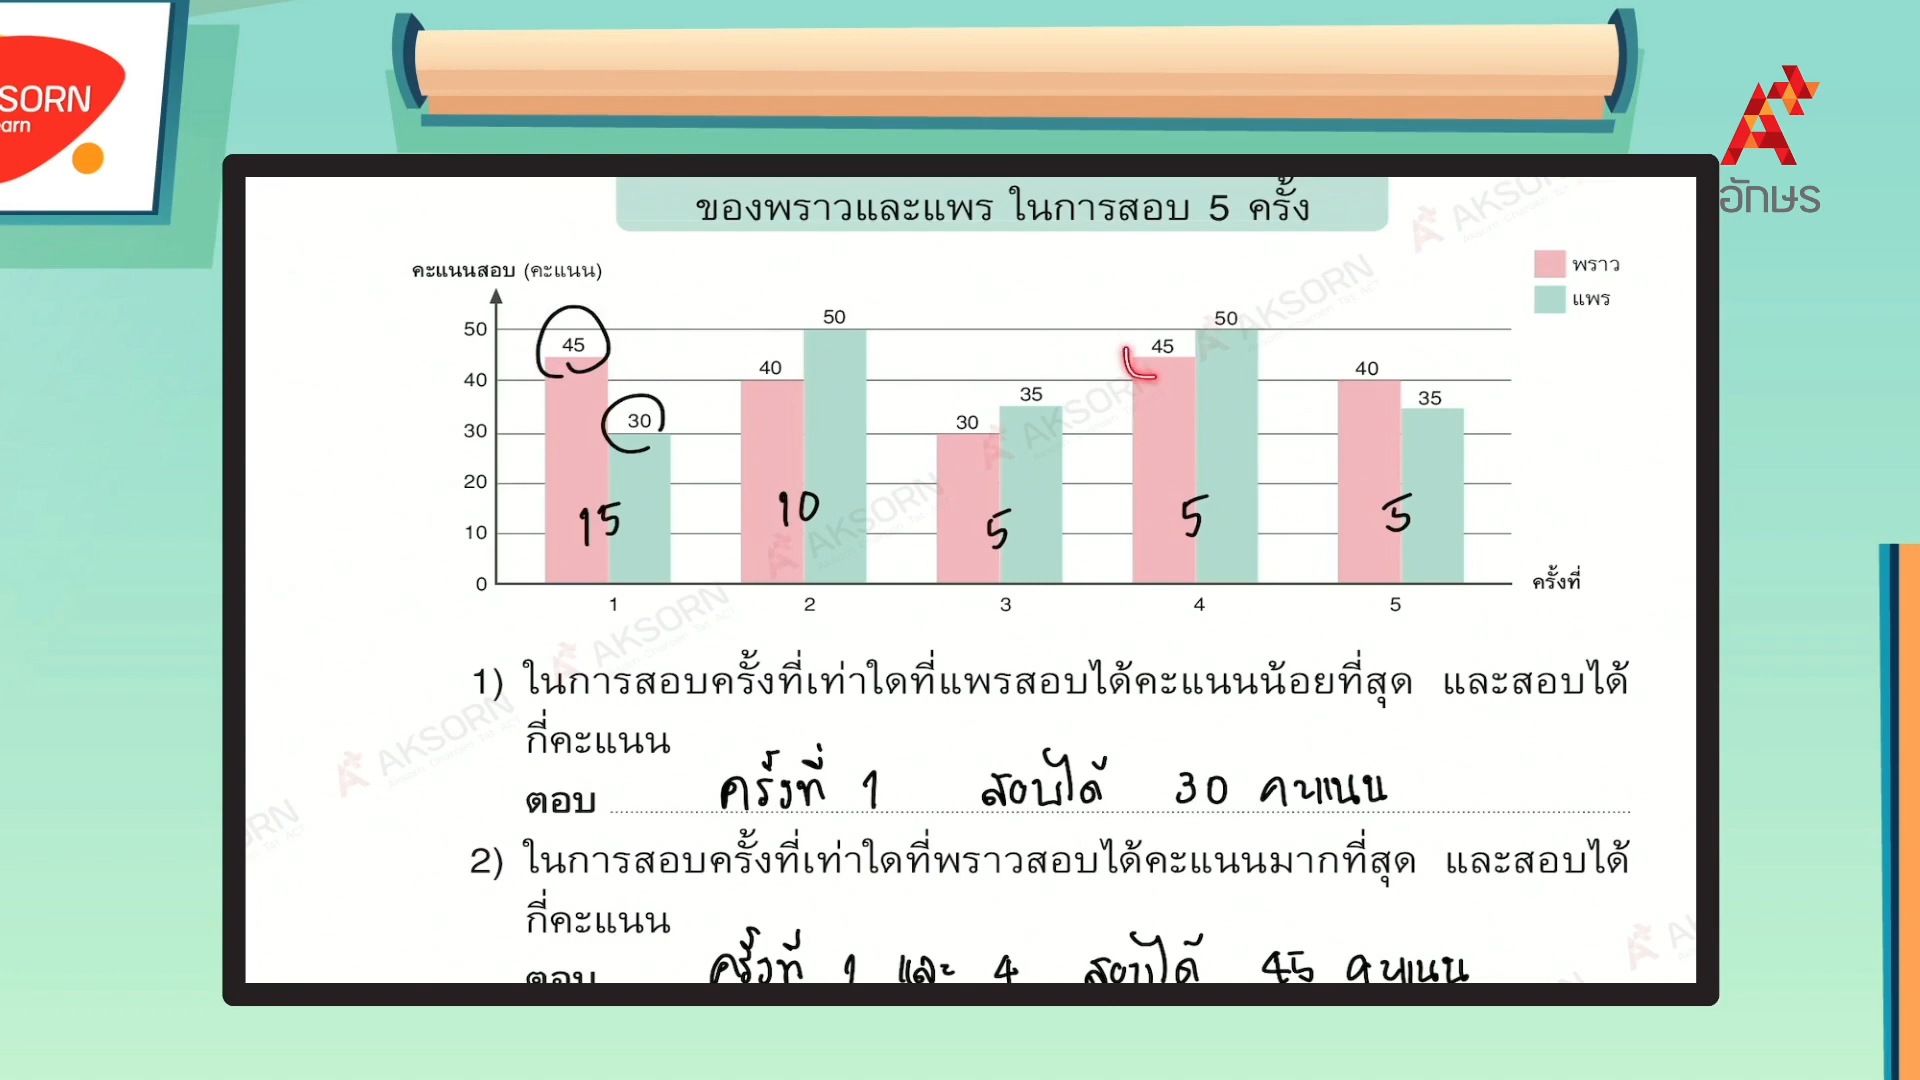 SORN
arn
อักษร
ของพราวและแพร ในการสอบ 5 ครั้ง
คะแนนสอบ (คะแนน)
พราว
แพร
50
40
30
20
10
0
45
30
40
50
30
35
45
50
40
35
15
10
5
5
5
1
2
3
4
5
ครั้งที่
1) ในการสอบครั้งที่เท่าใดที่แพรสอบได้คะแนนน้อยที่สุด และสอบได้
กี่คะแนน
ตอบ ครั้งที่ 1 สอบได้ 30 คะแนน
2) ในการสอบครั้งที่เท่าใดที่พราวสอบได้คะแนนมากที่สุด และสอบได้
กี่คะแนน
ตอบ ครั้งที่ 1 และ 4 สอบได้ 45 คะแนน
AKSORN
AKSORN
AKSORN
AKSORN
AKSORN
AKSORN